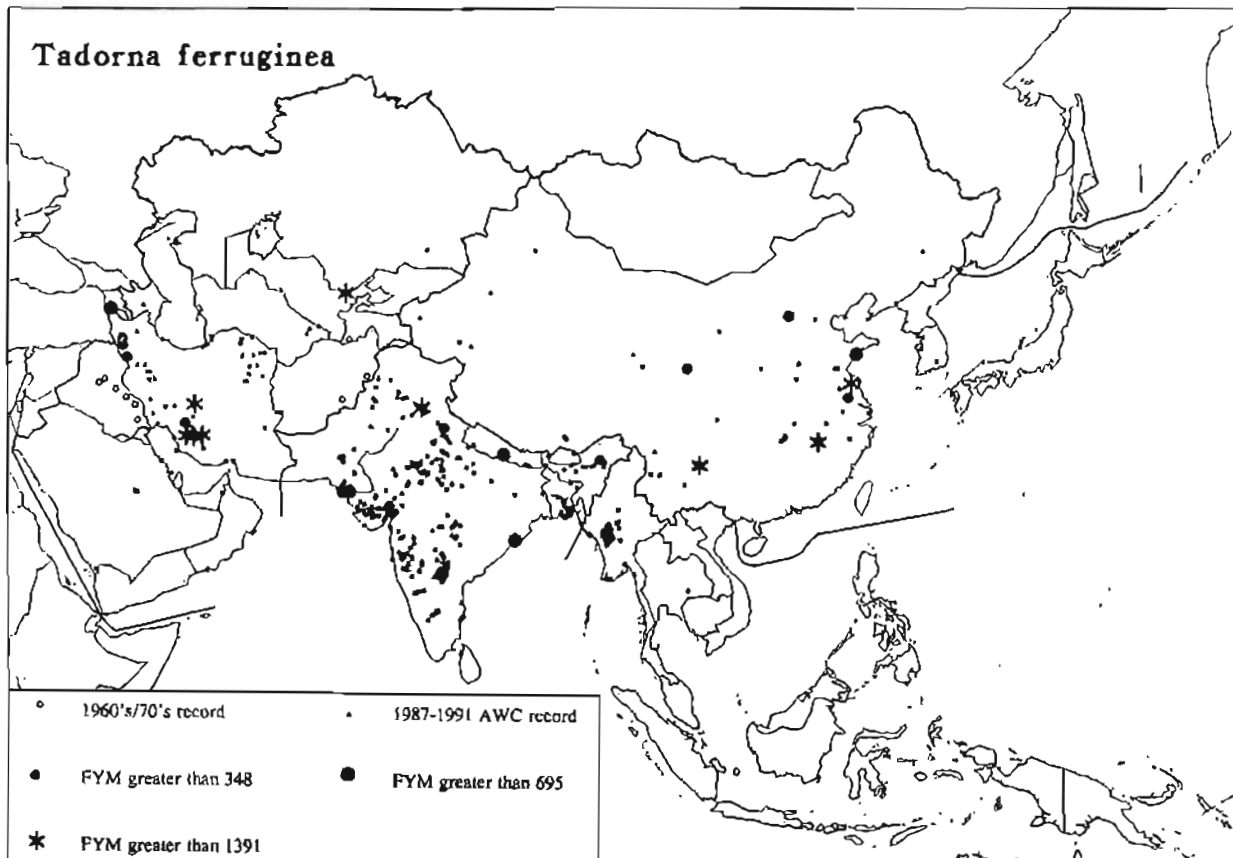 Tadorna ferruginea
1960's/70's record
1987-1991 AWC record
FYM greater than 348
FYM greater than 695
FYM greater than 1391